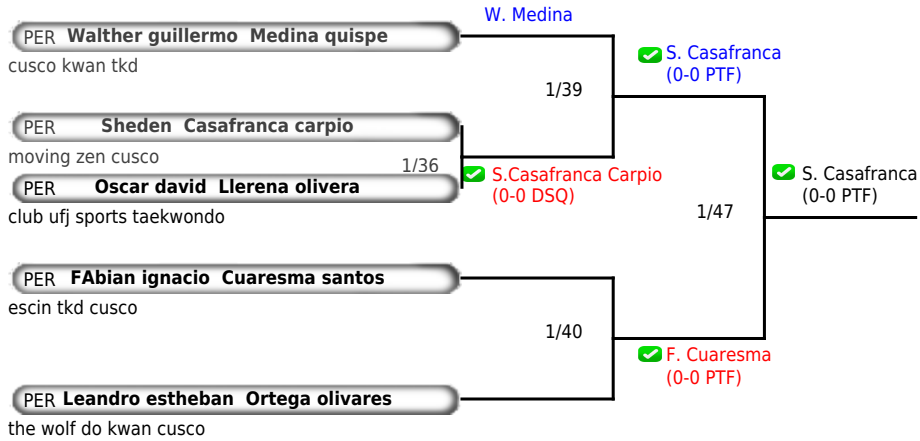 W. Medina
PER Walther guillermo Medina quispe
cusco kwan tkd
S. Casafranca
(0-0 PTF)
1/39
PER Sheden Casafranca carpio
moving zen cusco
1/36
S.Casafranca Carpio
(0-0 DSQ)
S. Casafranca
(0-0 PTF)
PER Oscar david Llerena olivera
club ufj sports taekwondo
1/47
PER FAbian ignacio Cuaresma santos
escin tkd cusco
1/40
F. Cuaresma
(0-0 PTF)
PER Leandro estheban Ortega olivares
the wolf do kwan cusco